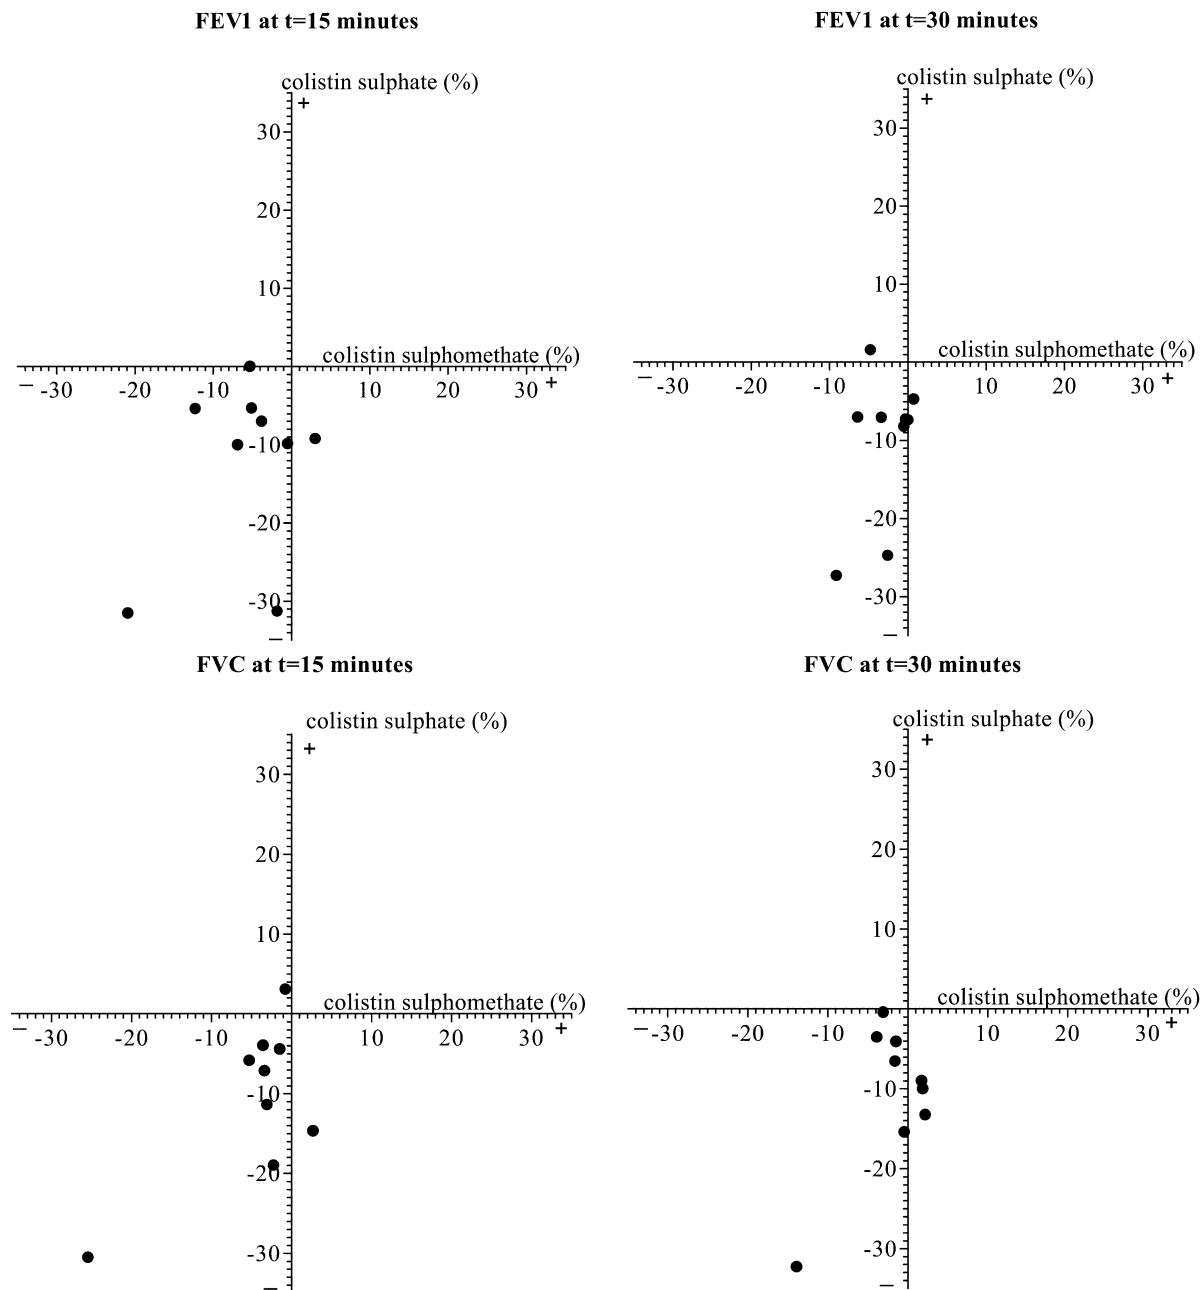 FEV1 at t=15 minutes
colistin sulphate (%)
+
30
20
10
colistin sulphomethate (%)
– -30 -20 -10 10 20 30 +
-10
-20
-30
–
FEV1 at t=30 minutes
colistin sulphate (%)
+
30
20
10
colistin sulphomethate (%)
– -30 -20 -10 10 20 30 +
-10
-20
-30
–
FVC at t=15 minutes
colistin sulphate (%)
+
30
20
10
colistin sulphomethate (%)
– -30 -20 -10 10 20 30 +
-10
-20
-30
–
FVC at t=30 minutes
colistin sulphate (%)
+
30
20
10
colistin sulphomethate (%)
– -30 -20 -10 10 20 30 +
-10
-20
-30
–